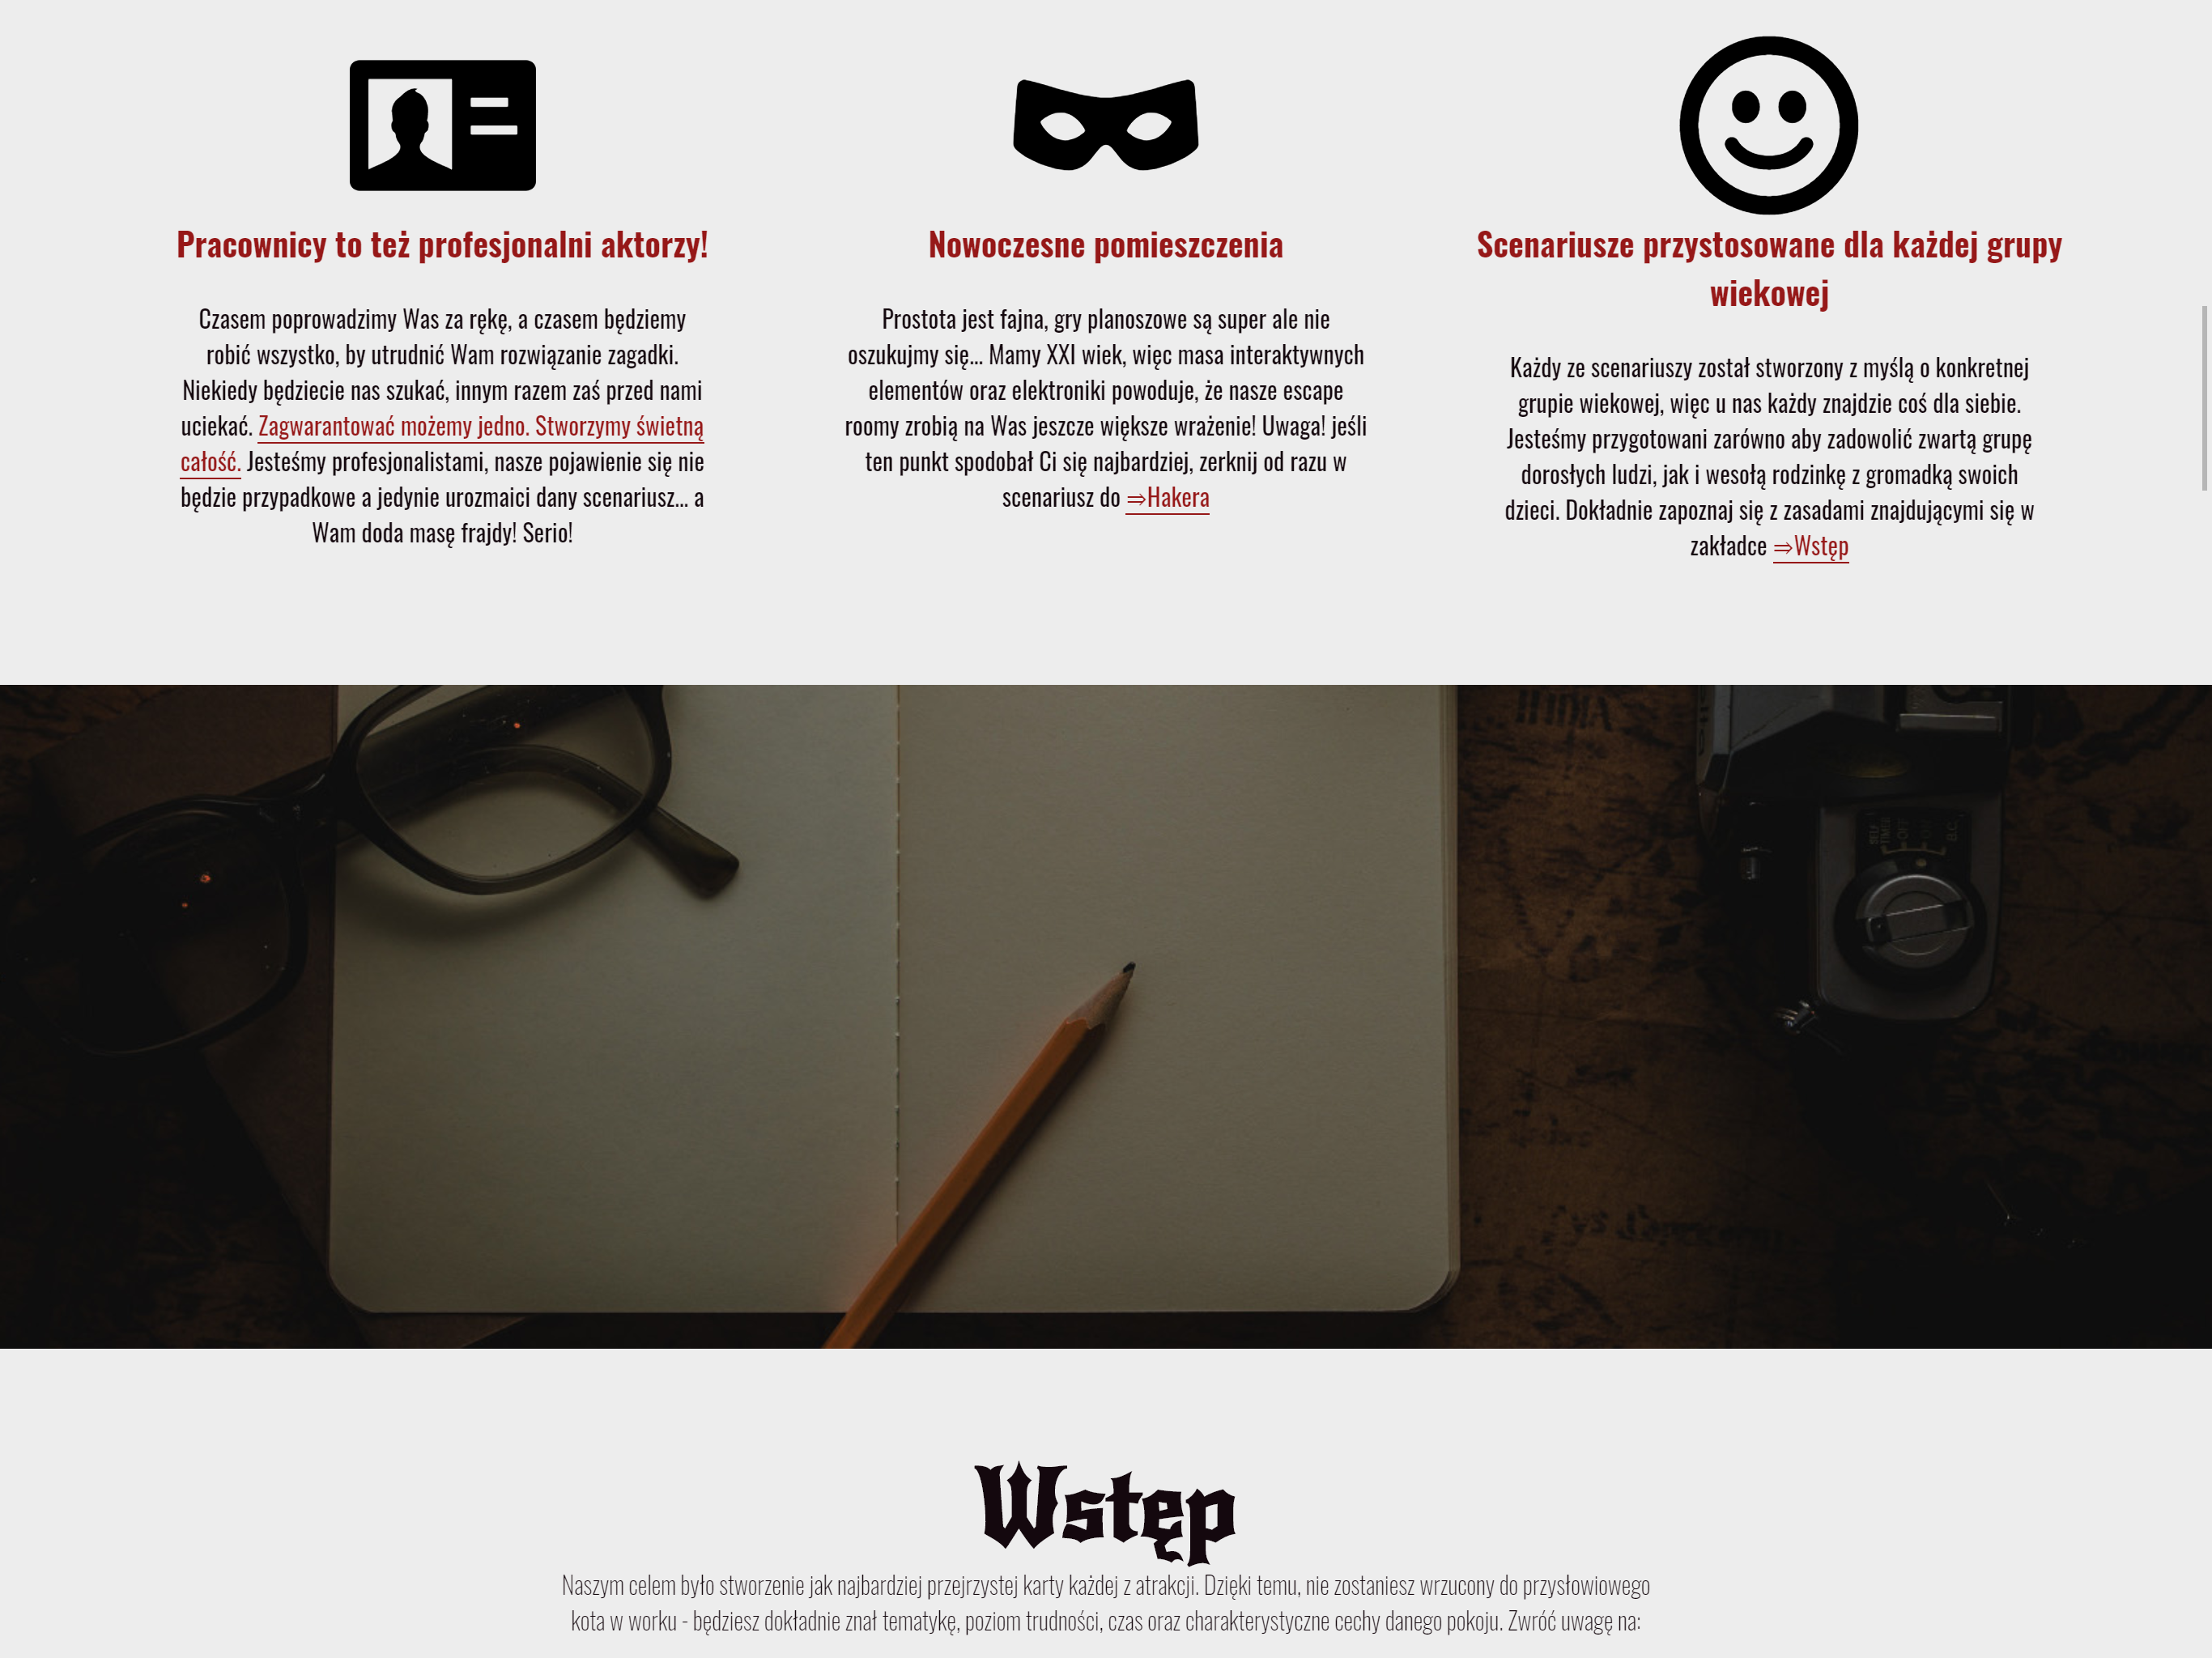 Pracownicy to też profesjonalni aktorzy!
Czasem poprowadzimy Was za rękę, a czasem będziemy
robić wszystko, by utrudnić Wam rozwiązanie zagadki.
Niekiedy będziecie nas szukać, innym razem zaś przed nami
uciekać. Zagwarantować możemy jedno. Stworzymy świetną
całość. Jesteśmy profesjonalistami, nasze pojawienie się nie
będzie przypadkowe a jedynie urozmaici dany scenariusz... a
Wam doda masę frajdy! Serio!
Nowoczesne pomieszczenia
Prostota jest fajna, gry planoszowe są super ale nie
oszukujmy się... Mamy XXI wiek, więc masa interaktywnych
elementów oraz elektroniki powoduje, że nasze escape
roomy zrobią na Was jeszcze większe wrażenie! Uwaga! jeśli
ten punkt spodobał Ci się najbardziej, zerknij od razu w
scenariusz do ⇒Hakera
Scenariusze przystosowane dla każdej grupy
wiekowej
Każdy ze scenariuszy został stworzony z myślą o konkretnej
grupie wiekowej, więc u nas każdy znajdzie coś dla siebie.
Jesteśmy przygotowani zarówno aby zadowolić zwartą grupę
dorosłych ludzi, jak i wesołą rodzinkę z gromadką swoich
dzieci. Dokładnie zapoznaj się z zasadami znajdującymi się w
zakładce ⇒Wstęp
SELF
TIMER
OFF
ON
B.C.
Wstęp
Naszym celem było stworzenie jak najbardziej przejrzystej karty każdej z atrakcji. Dzięki temu, nie zostaniesz wrzucony do przysłowiowego
kota w worku - będziesz dokładnie znał tematykę, poziom trudności, czas oraz charakterystyczne cechy danego pokoju. Zwróć uwagę na: